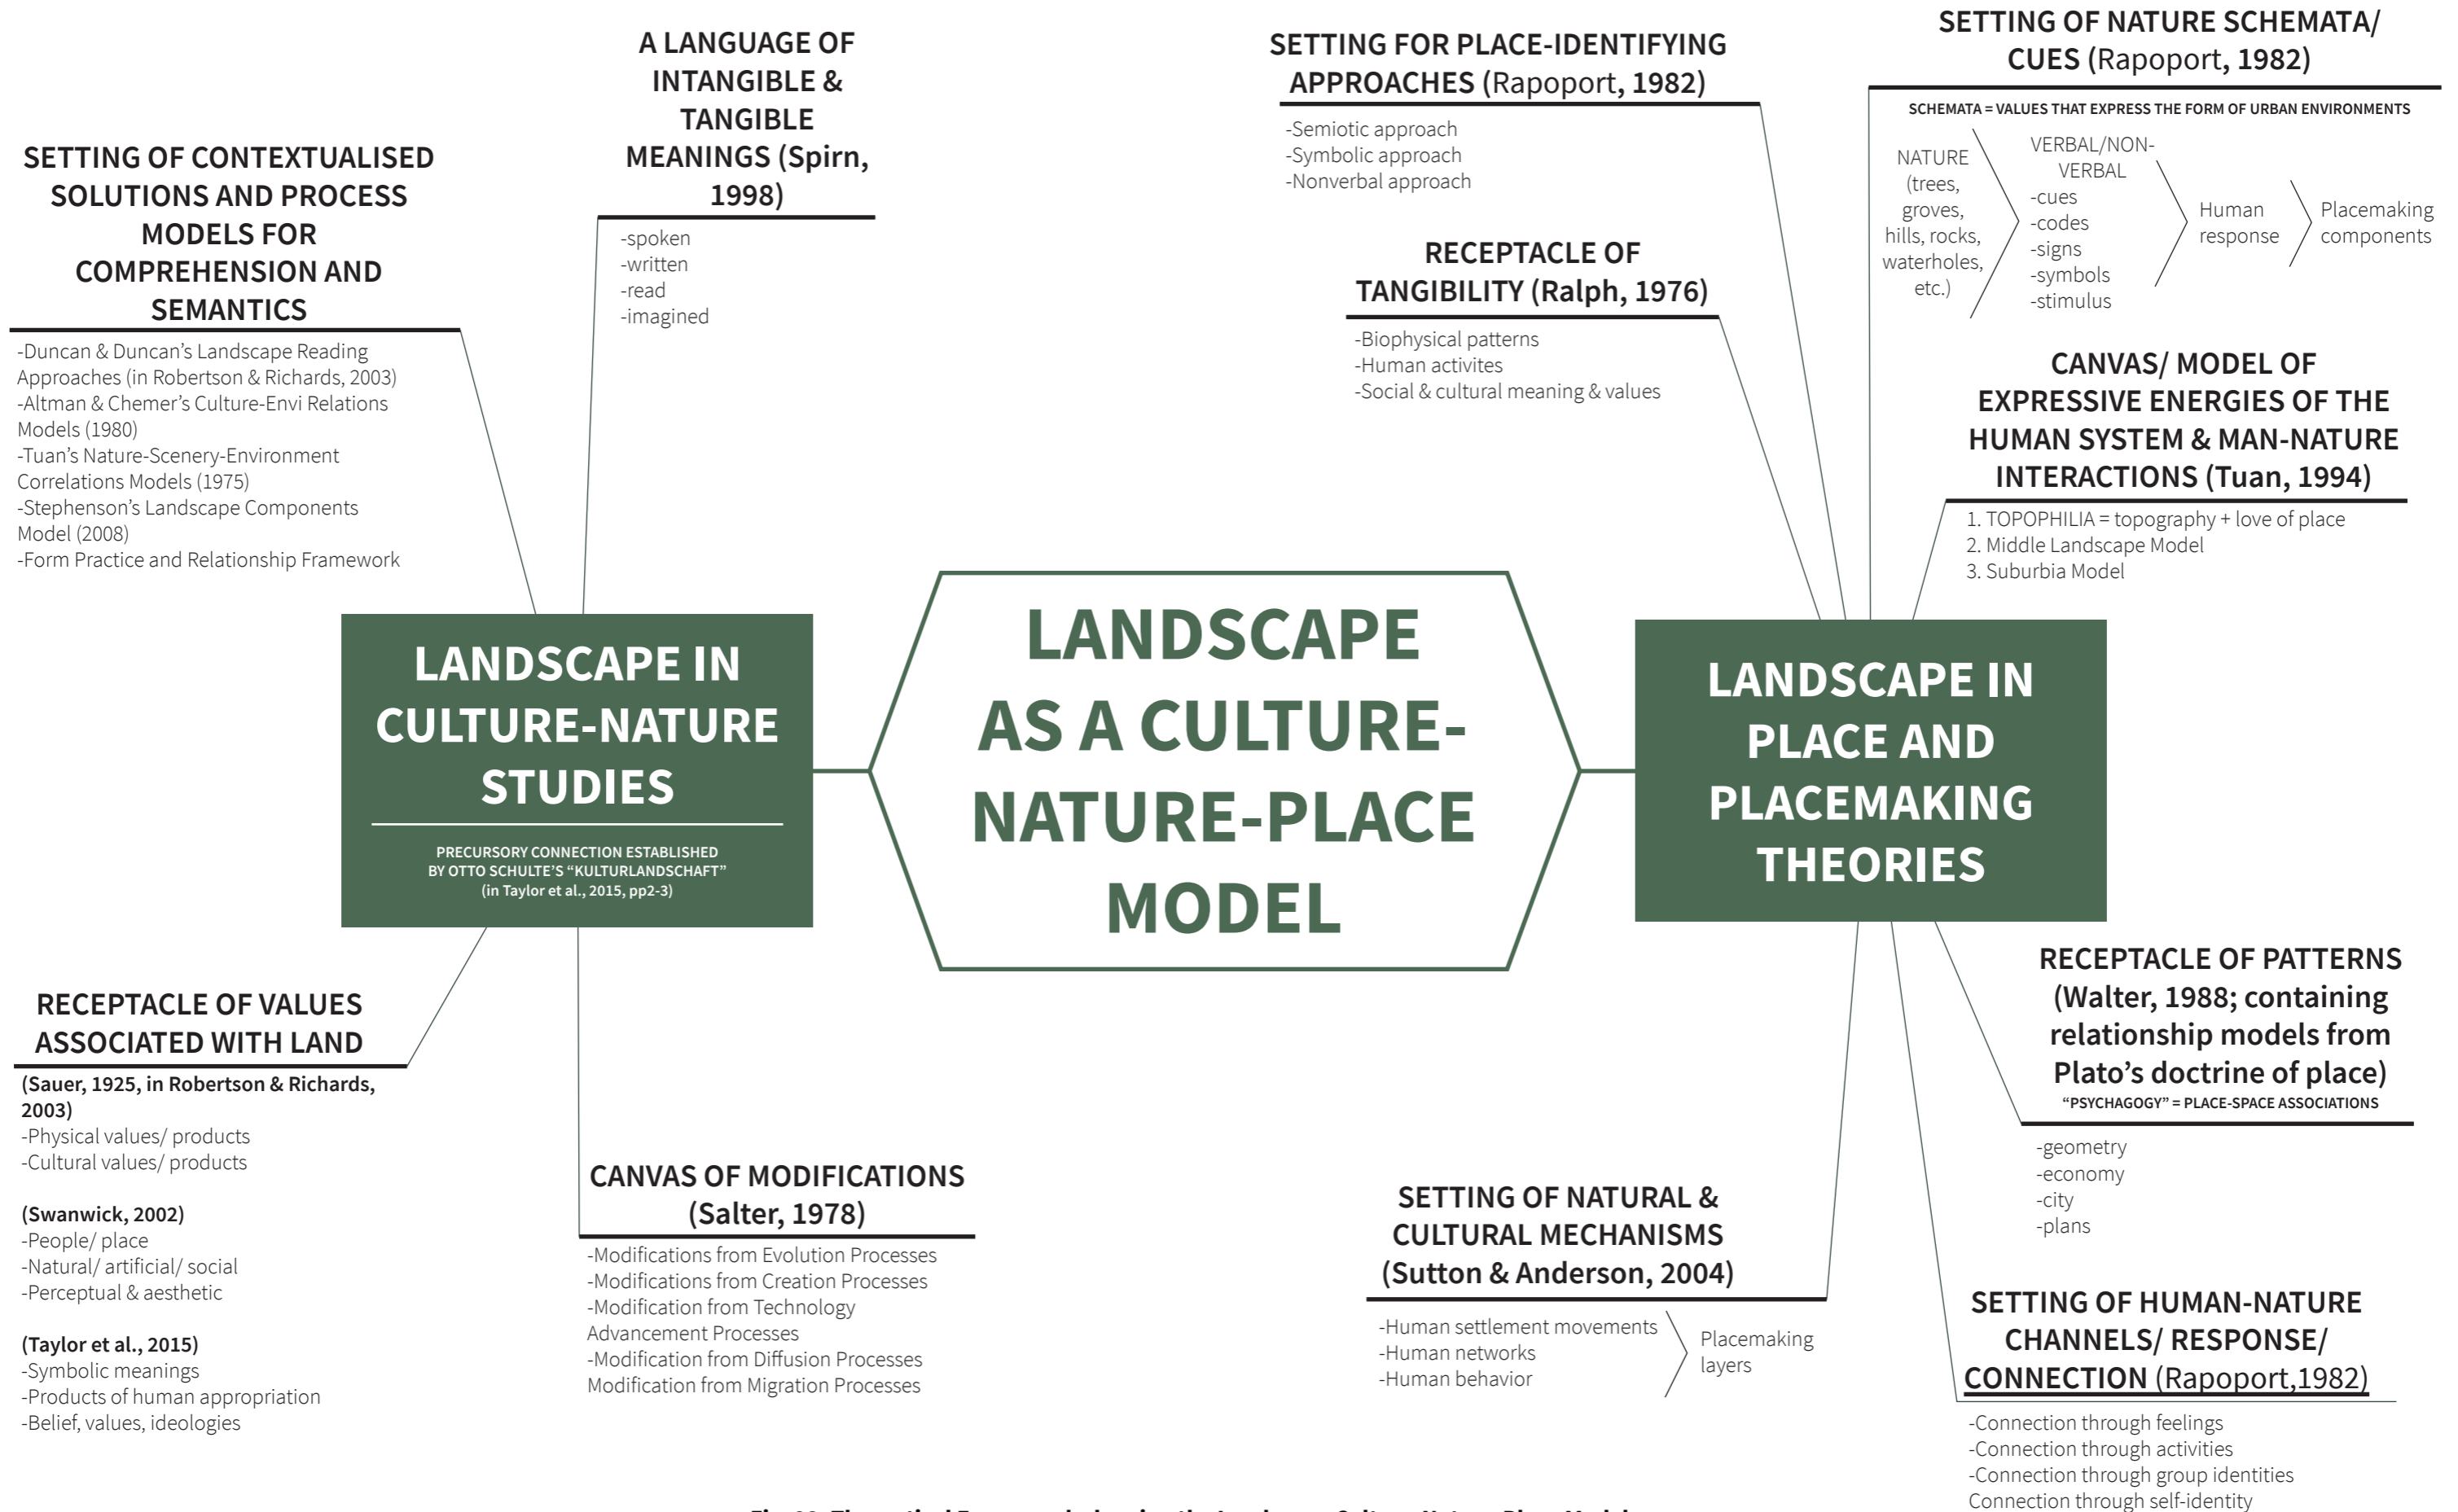 A LANGUAGE OF
INTANGIBLE &
TANGIBLE
MEANINGS (Spirn,
1998)
-spoken
-written
-read
-imagined
SETTING OF CONTEXTUALISED
SOLUTIONS AND PROCESS
MODELS FOR
COMPREHENSION AND
SEMANTICS
-Duncan & Duncan’s Landscape Reading
Approaches (in Robertson & Richards, 2003)
-Altman & Chemer’s Culture-Envi Relations
Models (1980)
-Tuan’s Nature-Scenery-Environment
Correlations Models (1975)
-Stephenson’s Landscape Components
Model (2008)
-Form Practice and Relationship Framework
SETTING FOR PLACE-IDENTIFYING
APPROACHES (Rapoport, 1982)
-Semiotic approach
-Symbolic approach
-Nonverbal approach
RECEPTACLE OF
TANGIBILITY (Ralph, 1976)
-Biophysical patterns
-Human activites
-Social & cultural meaning & values
SETTING OF NATURE SCHEMATA/
CUES (Rapoport, 1982)
SCHEMATA = VALUES THAT EXPRESS THE FORM OF URBAN ENVIRONMENTS
NATURE
(trees,
groves,
hills, rocks,
waterholes,
etc.)
VERBAL/NON-
VERBAL
-cues
-codes
-signs
-symbols
-stimulus
Human
response
Placemaking
components
CANVAS/ MODEL OF
EXPRESSIVE ENERGIES OF THE
HUMAN SYSTEM & MAN-NATURE
INTERACTIONS (Tuan, 1994)
1. TOPOPHILIA = topography + love of place
2. Middle Landscape Model
3. Suburbia Model
LANDSCAPE IN
CULTURE-NATURE
STUDIES
PRECURSORY CONNECTION ESTABLISHED
BY OTTO SCHULTE’S “KULTURLANDSCHAFT”
(in Taylor et al., 2015, pp2-3)
LANDSCAPE
AS A CULTURE-
NATURE-PLACE
MODEL
LANDSCAPE IN
PLACE AND
PLACEMAKING
THEORIES
RECEPTACLE OF VALUES
ASSOCIATED WITH LAND
(Sauer, 1925, in Robertson & Richards,
2003)
-Physical values/ products
-Cultural values/ products
(Swanwick, 2002)
-People/ place
-Natural/ artificial/ social
-Perceptual & aesthetic
(Taylor et al., 2015)
-Symbolic meanings
-Products of human appropriation
-Belief, values, ideologies
CANVAS OF MODIFICATIONS
(Salter, 1978)
-Modifications from Evolution Processes
-Modifications from Creation Processes
-Modification from Technology
Advancement Processes
-Modification from Diffusion Processes
Modification from Migration Processes
SETTING OF NATURAL &
CULTURAL MECHANISMS
(Sutton & Anderson, 2004)
-Human settlement movements
-Human networks
-Human behavior
Placemaking
layers
RECEPTACLE OF PATTERNS
(Walter, 1988; containing
relationship models from
Plato’s doctrine of place)
“PSYCHAGOGY” = PLACE-SPACE ASSOCIATIONS
-geometry
-economy
-city
-plans
SETTING OF HUMAN-NATURE
CHANNELS/ RESPONSE/
CONNECTION (Rapoport,1982)
-Connection through feelings
-Connection through activities
-Connection through group identities
Connection through self-identity